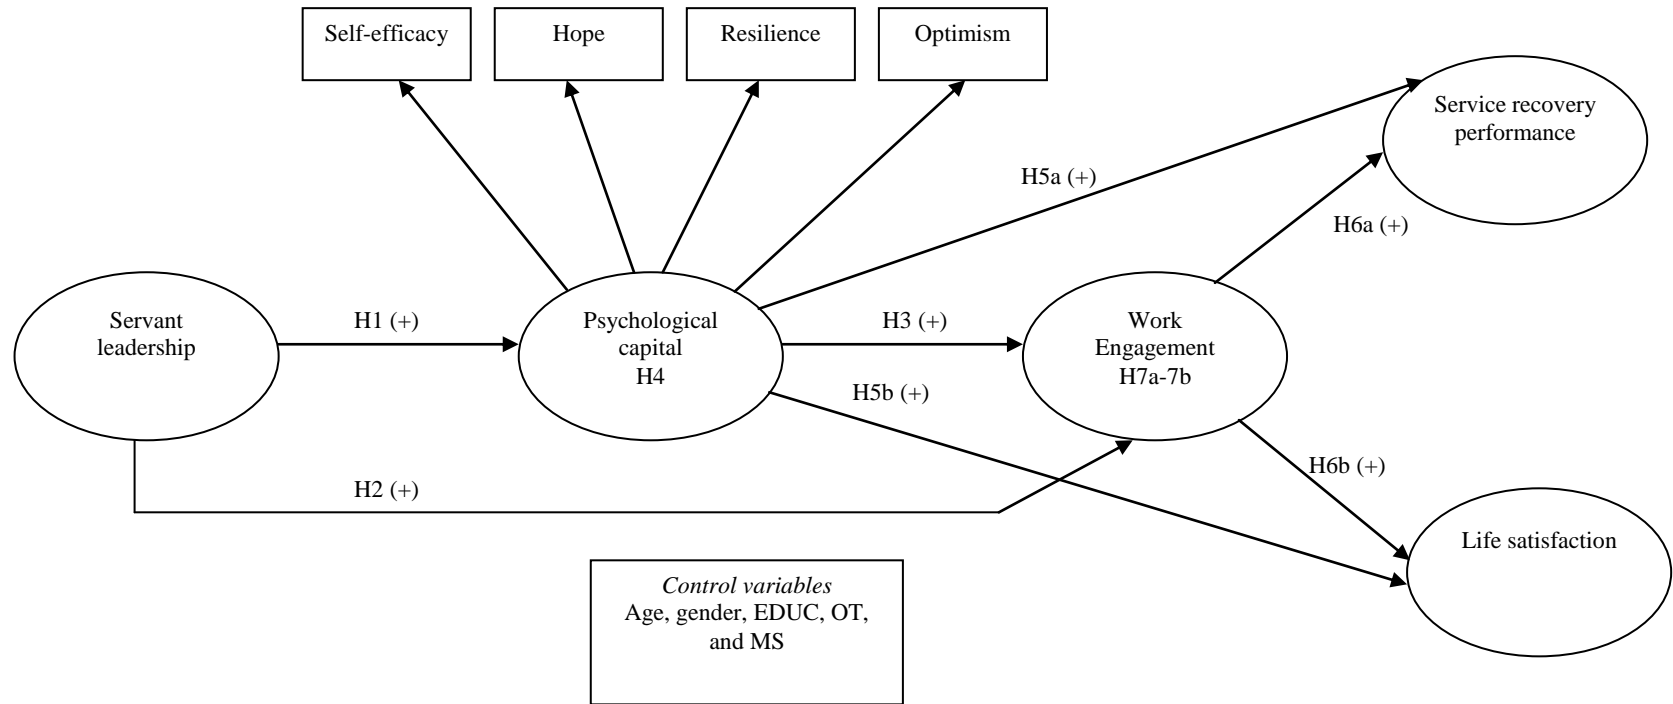 Self-efficacy
Hope
Resilience
Optimism
Service recovery
performance
H5a (+)
H6a (+)
Servant
leadership
H1 (+)
Psychological
capital
H4
H3 (+)
Work
Engagement
H7a-7b
H5b (+)
H2 (+)
H6b (+)
Life satisfaction
Control variables
Age, gender, EDUC, OT,
and MS